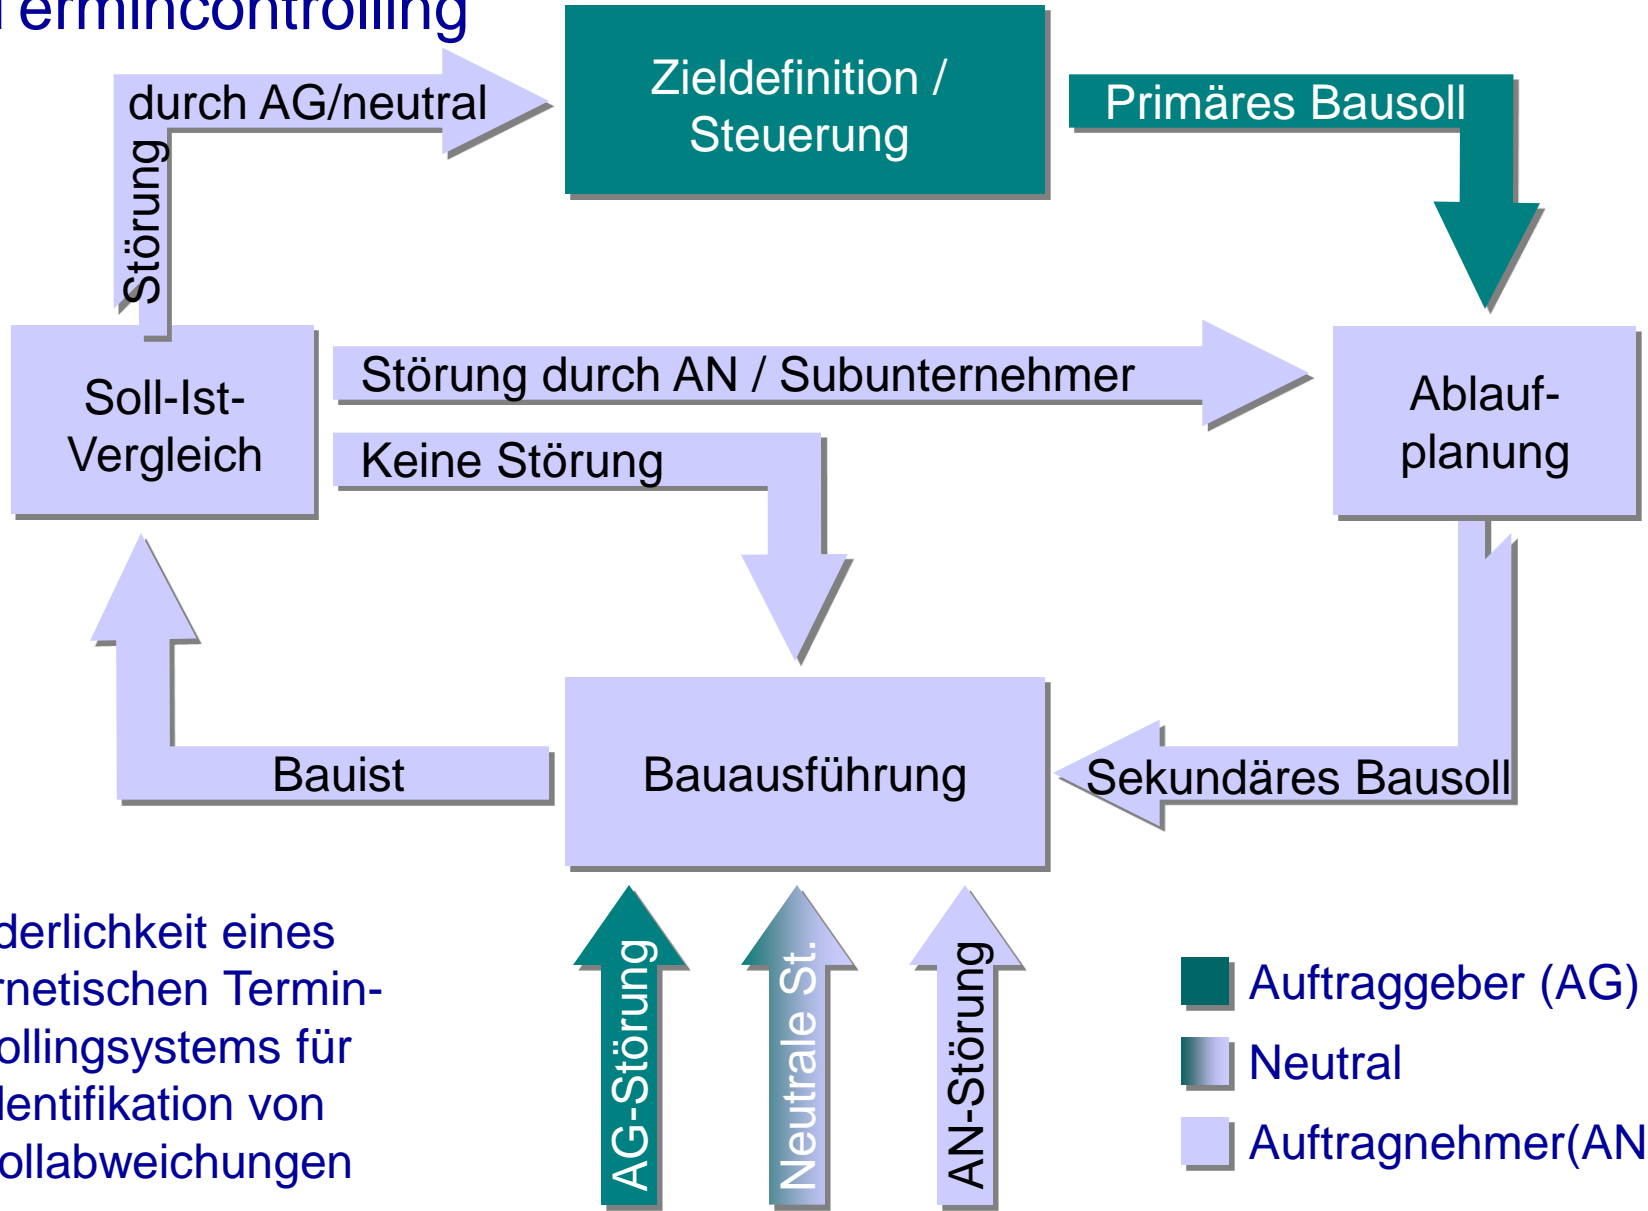 Termincontrolling
Zieldefinition /
Steuerung
durch AG/neutral
Störung
Primäres Bausoll
Soll-Ist-
Vergleich
Störung durch AN / Subunternehmer
Keine Störung
Ablauf-
planung
Bauist
Bauausführung
Sekundäres Bausoll
AG-Störung
Neutrale St.
AN-Störung
derlichkeit eines
rnetischen Termin-
ollingsystems für
dentifikation von
ollabweichungen
Auftraggeber (AG)
Neutral
Auftragnehmer(AN